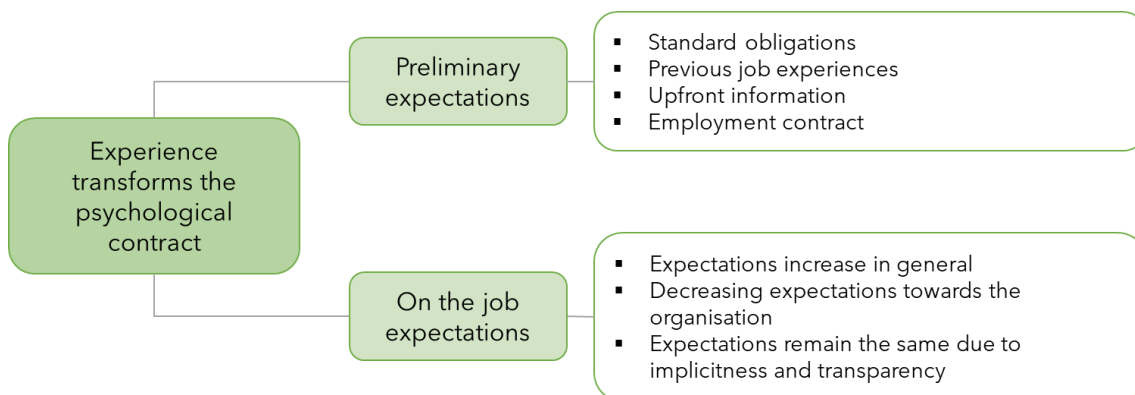 Experience
transforms the
psychological
contract
Preliminary
expectations
▪ Standard obligations
▪ Previous job experiences
▪ Upfront information
▪ Employment contract
On the job
expectations
▪ Expectations increase in general
▪ Decreasing expectations towards the
organisation
▪ Expectations remain the same due to
implicitness and transparency